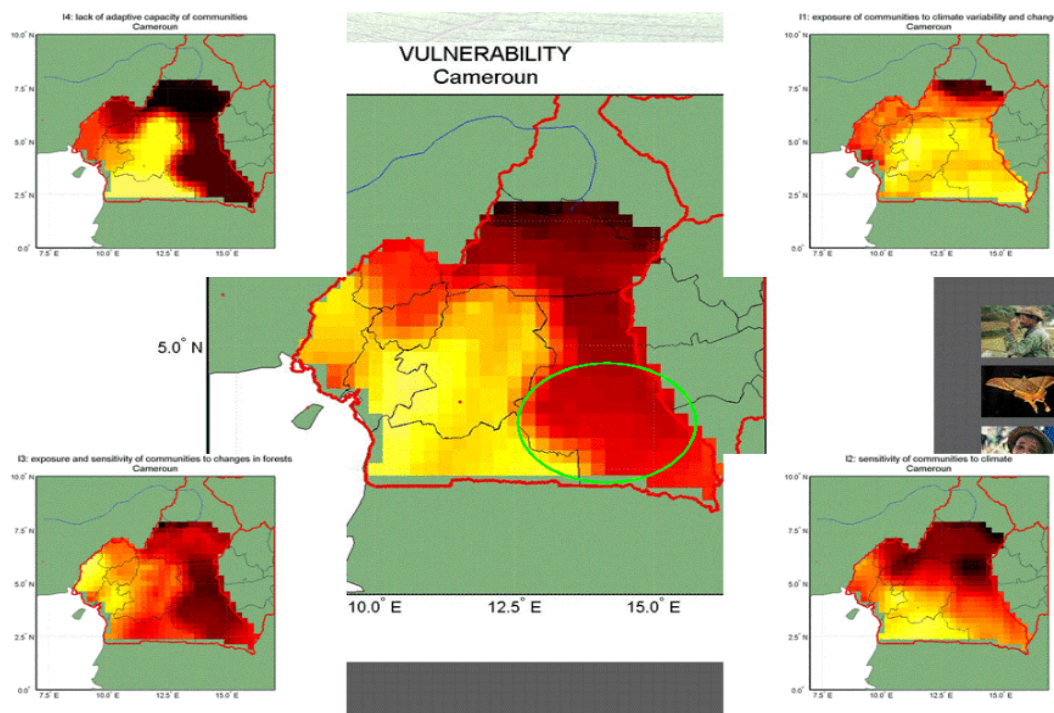 I4: lack of adaptive capacity of communities
Cameroun
10.0° N
7.5° N
5.0° N
2.5° N
0.0°
7.5° E
10.0° E
12.5° E
15.0° E
VULNERABILITY
Cameroun
5.0° N
10.0° E
12.5° E
15.0° E
I1: exposure of communities to climate variability and change
Cameroun
10.0° N
7.5° N
5.0° N
2.5° N
0.0°
7.5° E
10.0° E
12.5° E
15.0° E
I3: exposure and sensitivity of communities to changes in forests
Cameroun
10.0° N
7.5° N
5.0° N
2.5° N
0.0°
7.5° E
10.0° E
12.5° E
15.0° E
I2: sensitivity of communities to climate
Cameroun
10.0° N
7.5° N
5.0° N
2.5° N
0.0°
7.5° E
10.0° E
12.5° E
15.0° E